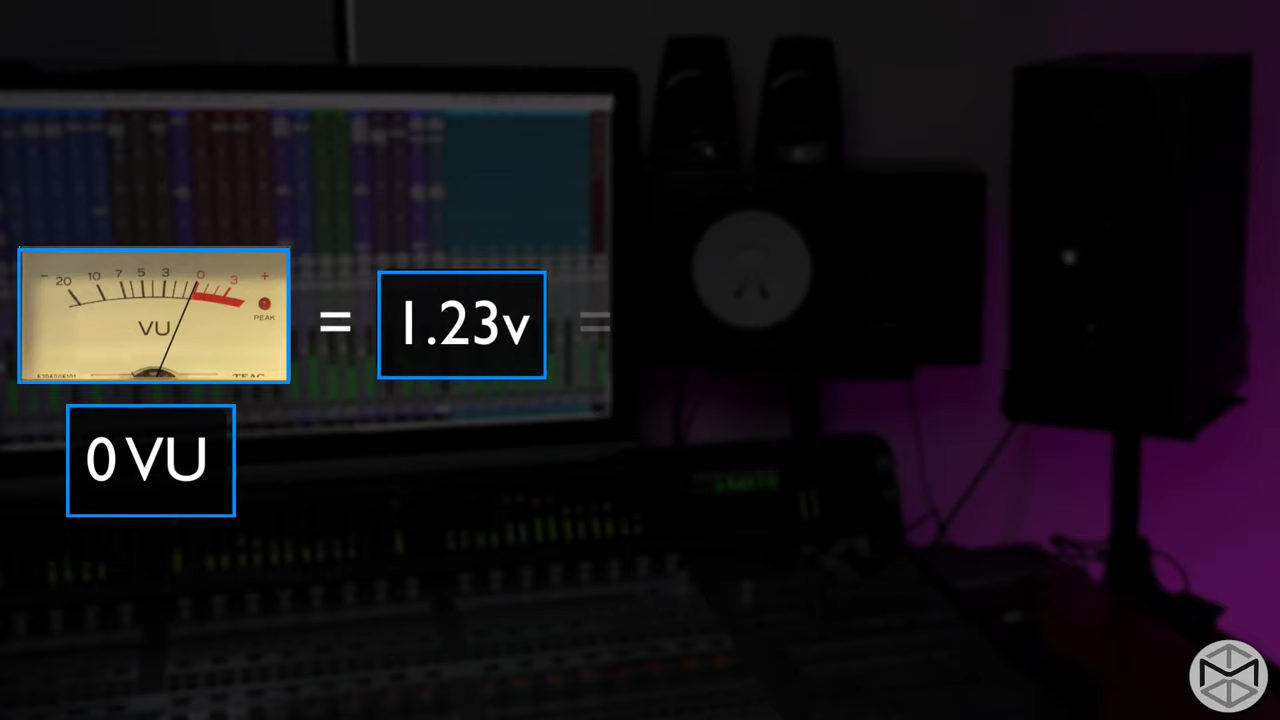 - 20 10 7 5 3 0 3 +
PEAK
VU
TEAC
= 1.23v =
0 VU